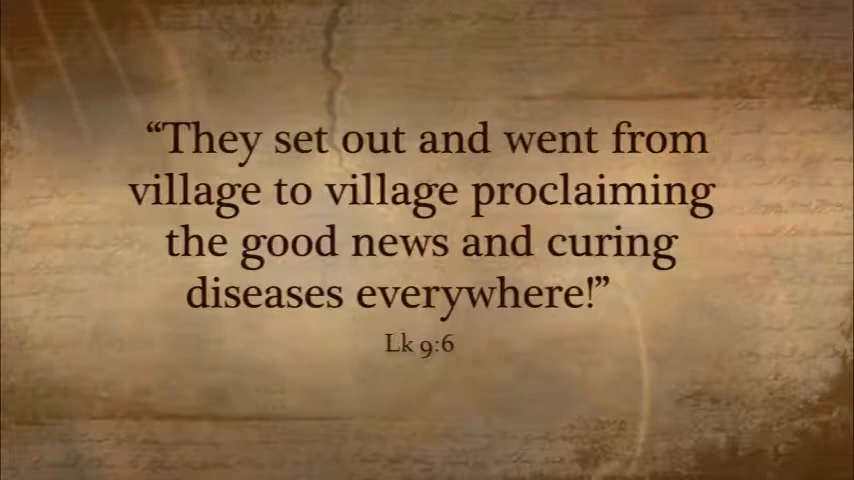 “They set out and went from
village to village proclaiming
the good news and curing
diseases everywhere!”
Lk 9:6